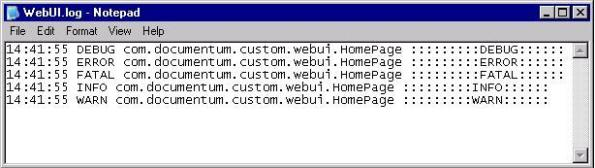 WebUI.log - Notepad
File Edit Format View Help
14:41:55 DEBUG com.documentum.custom.webui.HomePage :::::::::DEBUG::::::
14:41:55 ERROR com.documentum.custom.webui.HomePage :::::::::ERROR::::::
14:41:55 FATAL com.documentum.custom.webui.HomePage :::::::::FATAL::::::
14:41:55 INFO com.documentum.custom.webui.HomePage :::::::::INFO::::::
14:41:55 WARN com.documentum.custom.webui.HomePage :::::::::WARN::::::